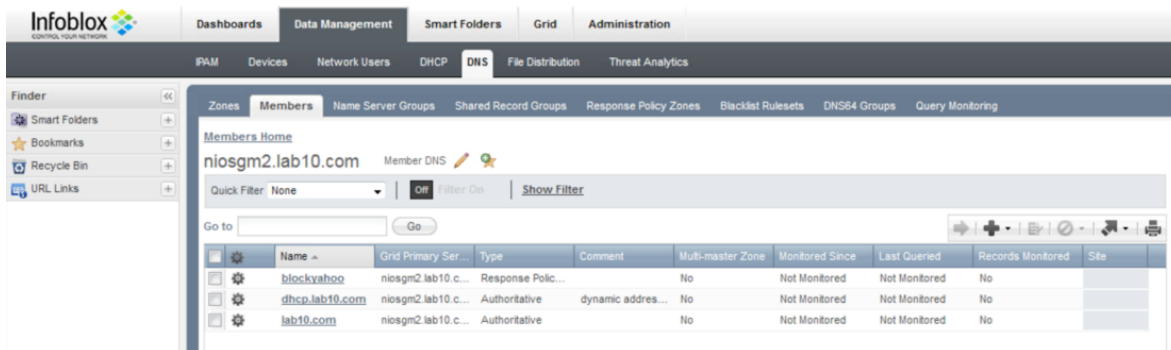 Infoblox
CONTROL YOUR NETWORK
Dashboards Data Management Smart Folders Grid Administration
IPAM Devices Network Users DHCP DNS File Distribution Threat Analytics
Finder
Smart Folders
Bookmarks
Recycle Bin
URL Links
Zones Members Name Server Groups Shared Record Groups Response Policy Zones Blacklist Rulesets DNS64 Groups Query Monitoring
Members Home
niosgm2.lab10.com Member DNS
Quick Filter None Off Filter On Show Filter
Go to Go
Name Grid Primary Ser... Type Comment Multi-master Zone Monitored Since Last Queried Records Monitored Site
blockyahoo niosgm2.lab10.c... Response Polic... No Not Monitored Not Monitored No
dhcp.lab10.com niosgm2.lab10.c... Authoritative dynamic addres... No Not Monitored Not Monitored No
lab10.com niosgm2.lab10.c... Authoritative No Not Monitored Not Monitored No